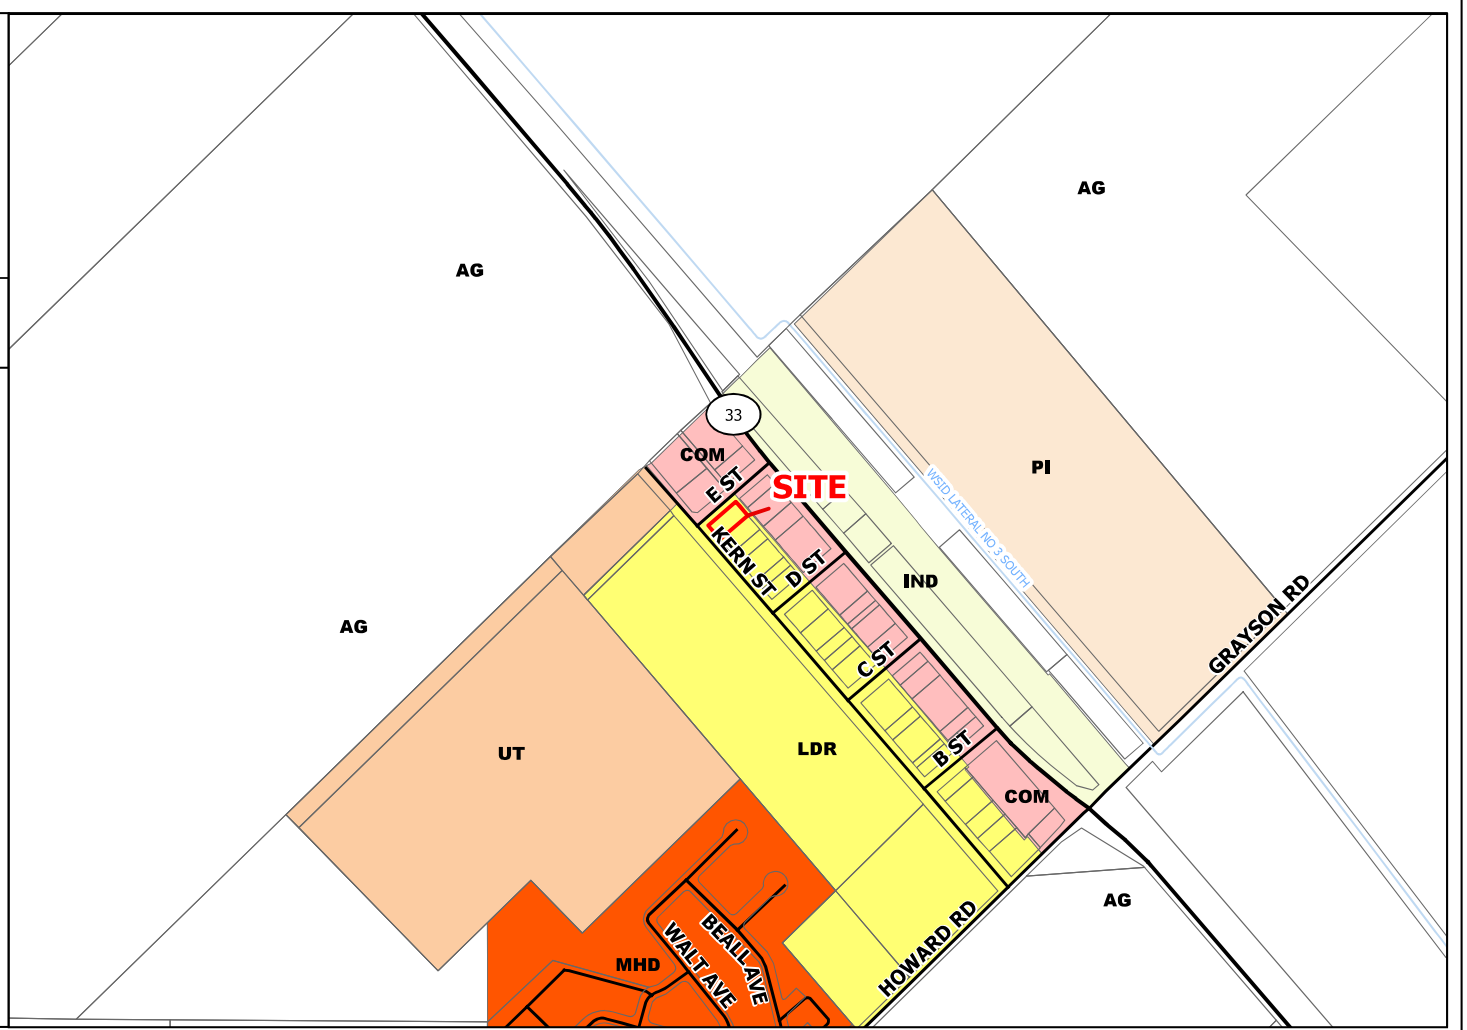 AG
AG
33
COM
E ST
SITE
PI
WSID LATERAL NO 3 SOUTH
KERN ST
D ST
IND
GRAYSON RD
AG
C ST
UT
LDR
B ST
COM
AG
HOWARD RD
BEALL AVE
WALT AVE
MHD